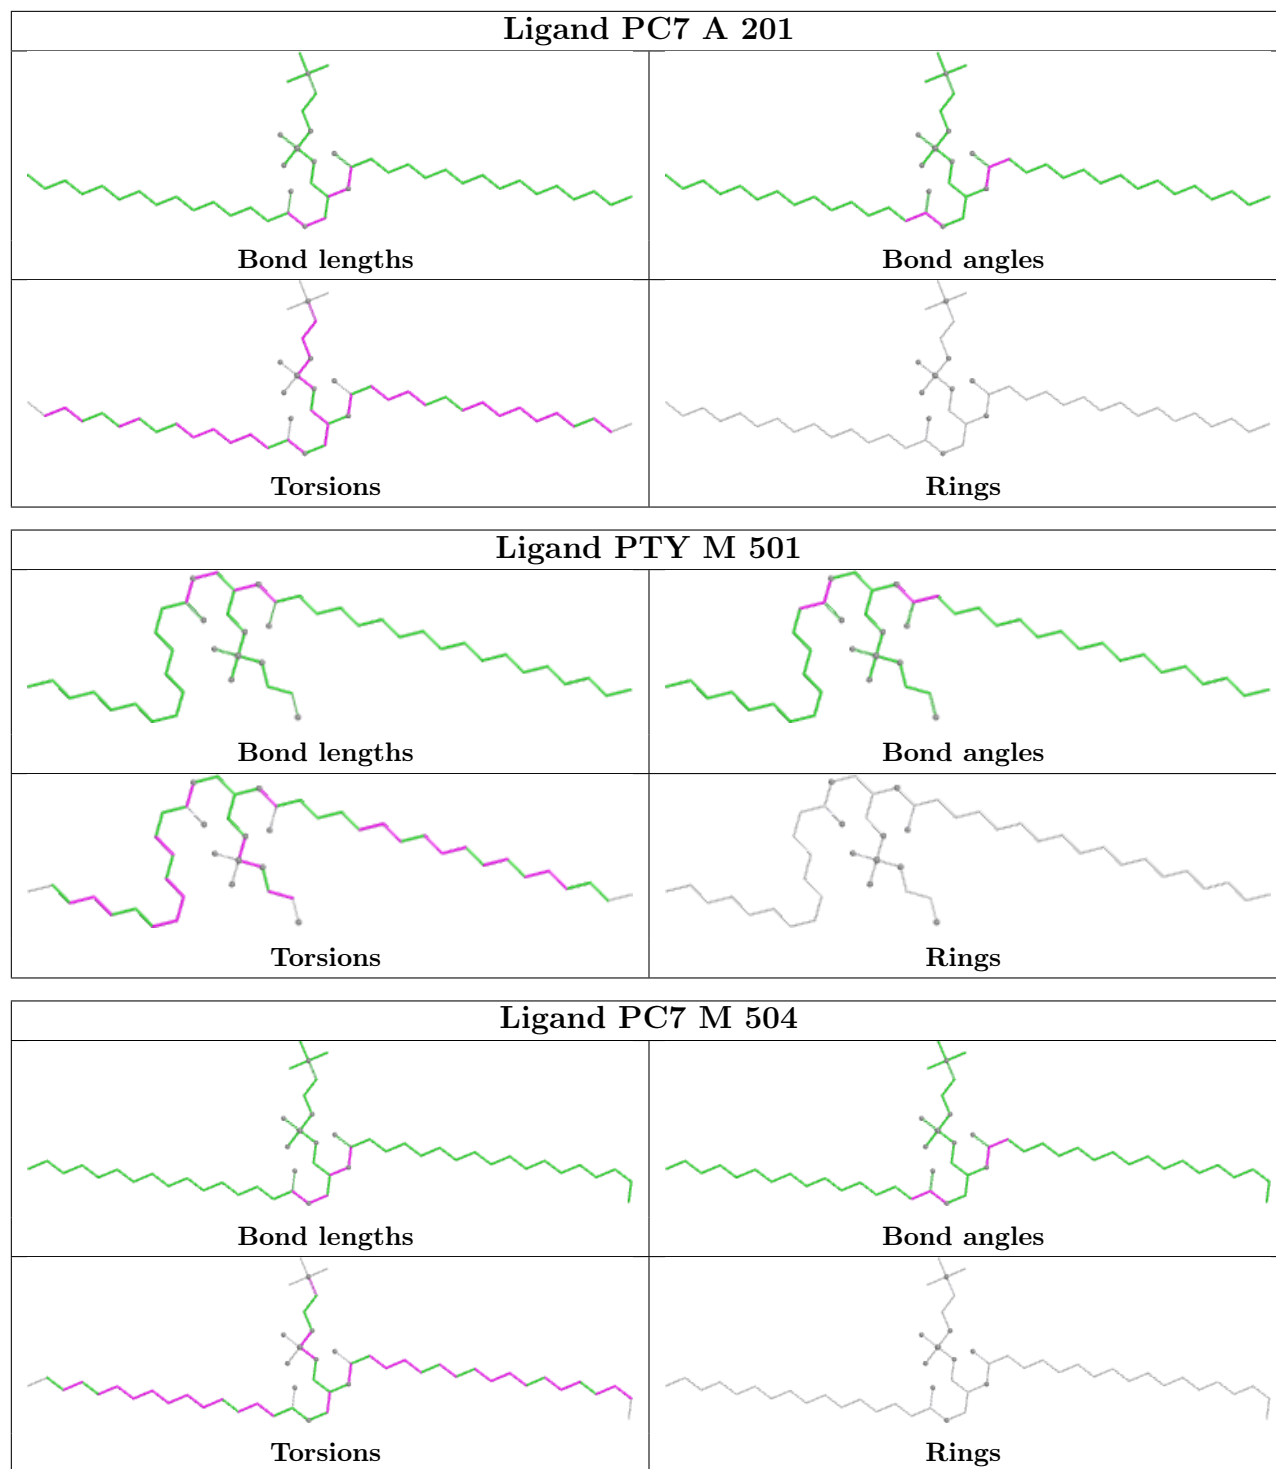 Ligand PC7 A 201
Bond lengths
Bond angles
Torsions
Rings
Ligand PTY M 501
Bond lengths
Bond angles
Torsions
Rings
Ligand PC7 M 504
Bond lengths
Bond angles
Torsions
Rings